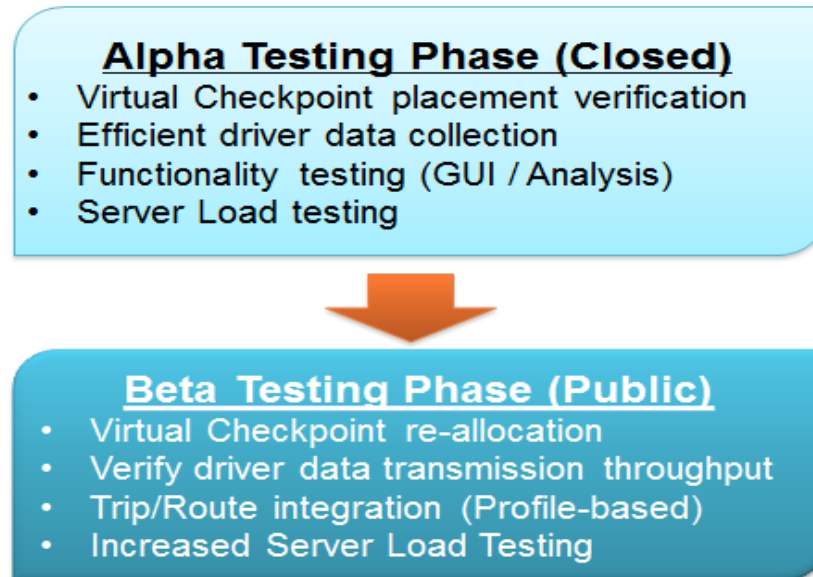 Alpha Testing Phase (Closed)
• Virtual Checkpoint placement verification
• Efficient driver data collection
• Functionality testing (GUI / Analysis)
• Server Load testing
Beta Testing Phase (Public)
• Virtual Checkpoint re-allocation
• Verify driver data transmission throughput
• Trip/Route integration (Profile-based)
• Increased Server Load Testing